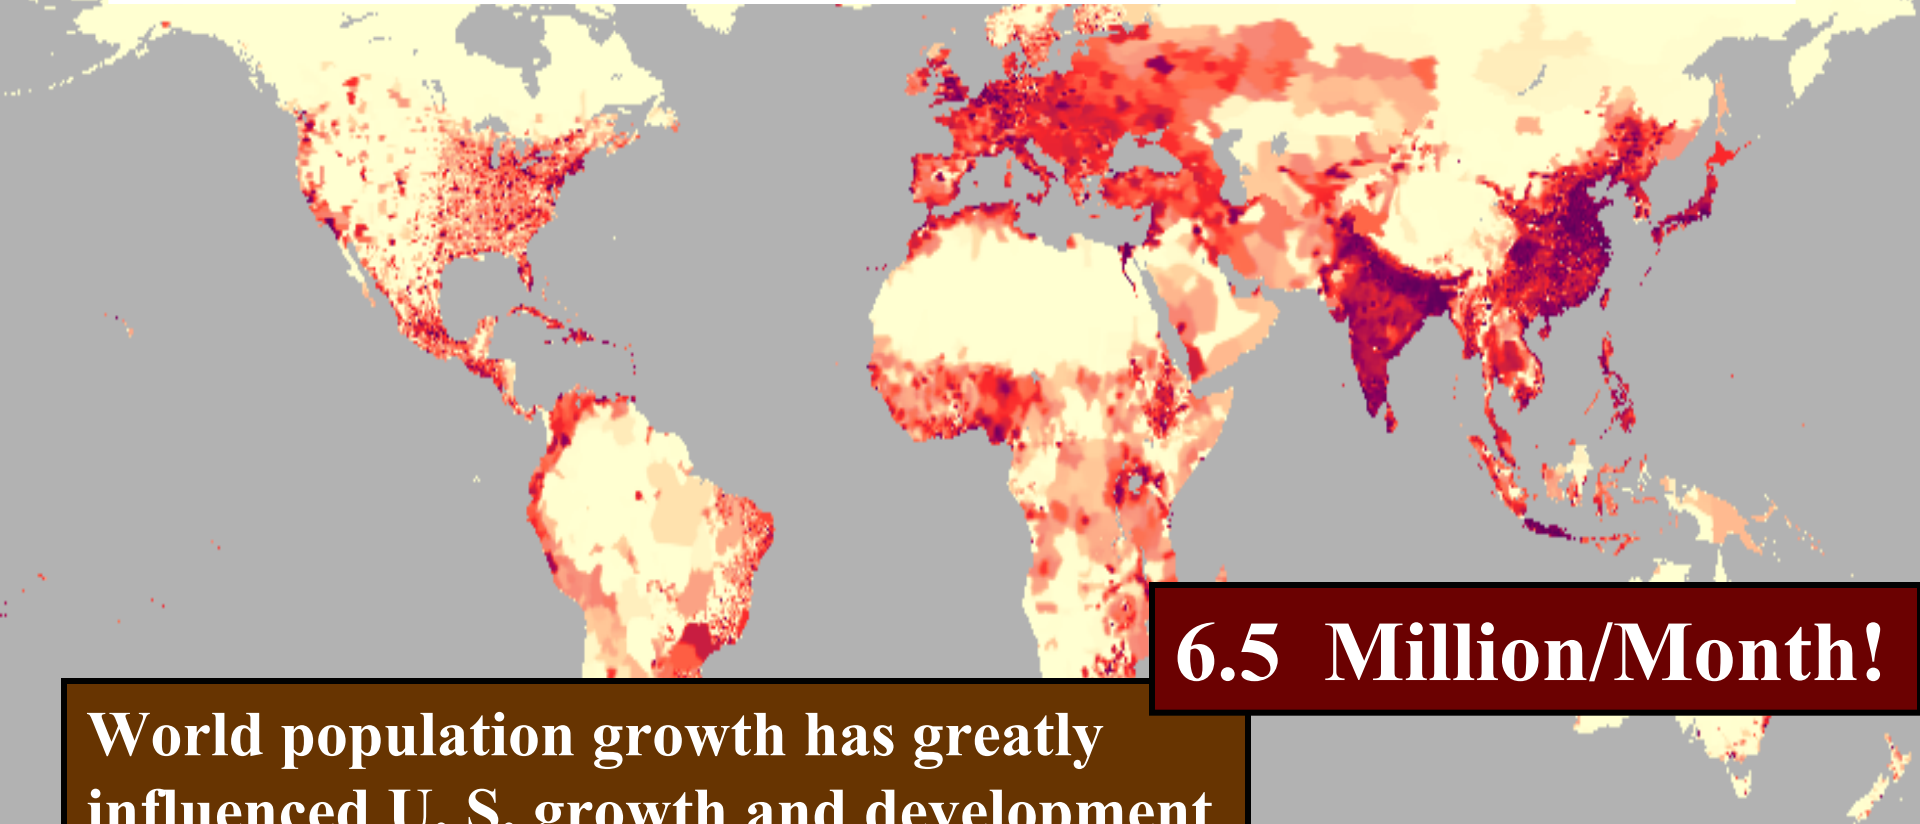 6.5 Million/Month!
World population growth has greatly
influenced U. S. growth and development